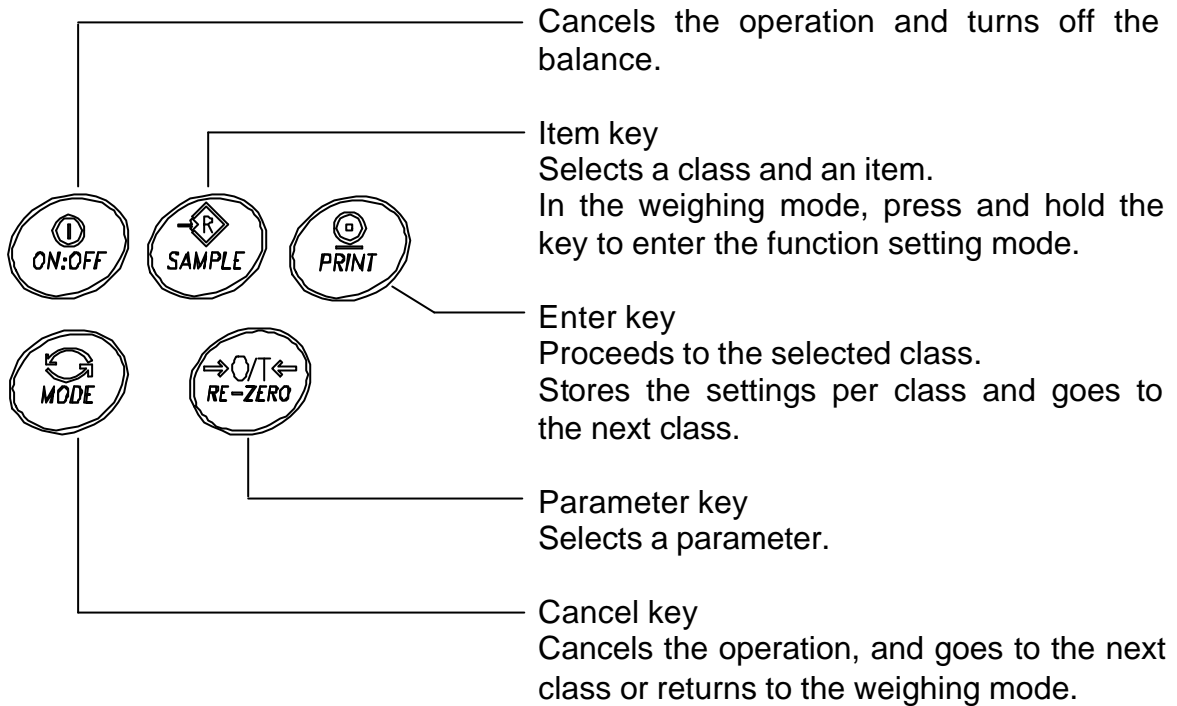 Cancels the operation and turns off the
balance.
Item key
Selects a class and an item.
In the weighing mode, press and hold the
key to enter the function setting mode.
Enter key
Proceeds to the selected class.
Stores the settings per class and goes to
the next class.
Parameter key
Selects a parameter.
Cancel key
Cancels the operation, and goes to the next
class or returns to the weighing mode.
ON:OFF
R
SAMPLE
PRINT
MODE
→0/T←
RE-ZERO